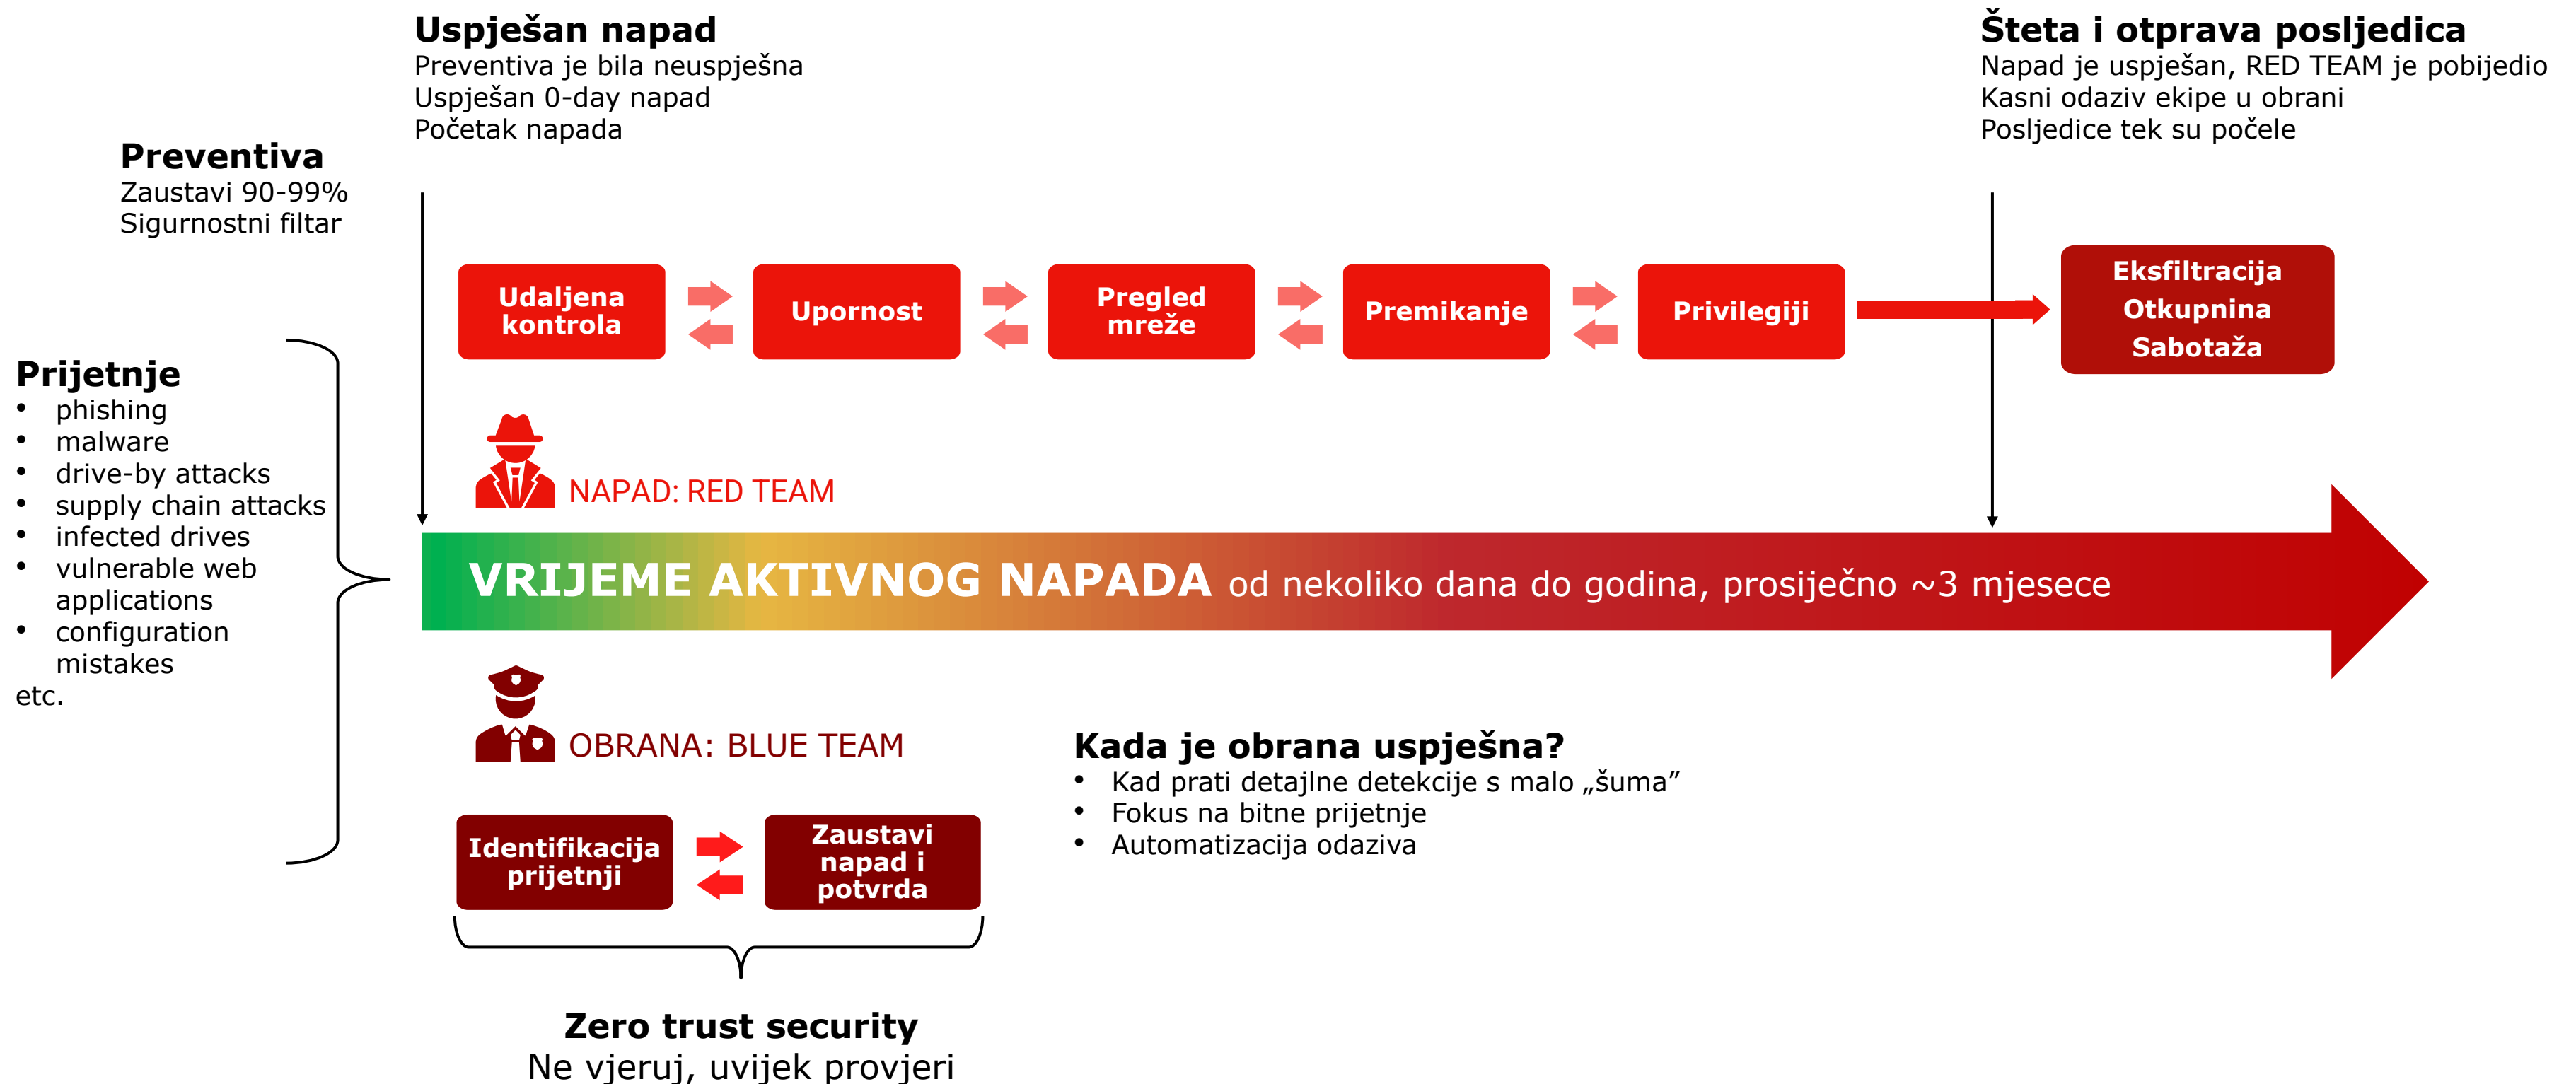 Uspješan napad
Preventiva je bila neuspješna
Uspješan 0-day napad
Početak napada
Šteta i otprava posljedica
Napad je uspješan, RED TEAM je pobijedio
Kasni odaziv ekipe u obrani
Posljedice tek su počele
Preventiva
Zaustavi 90-99%
Sigurnostni filtar
Udaljena
kontrola
Upornost
Pregled
mreže
Premikanje
Privilegiji
Eksfiltracija
Otkupnina
Sabotaža
Prijetnje
• phishing
• malware
• drive-by attacks
• supply chain attacks
• infected drives
• vulnerable web
applications
• configuration
mistakes
etc.
NAPAD: RED TEAM
VRIJEME AKTIVNOG NAPADA od nekoliko dana do godina, prosiječno ~3 mjesece
OBRANA: BLUE TEAM
Kada je obrana uspješna?
• Kad prati detajlne detekcije s malo „šuma”
• Fokus na bitne prijetnje
• Automatizacija odaziva
Identifikacija
prijetnji
Zaustavi
napad i
potvrda
Zero trust security
Ne vjeruj, uvijek provjeri